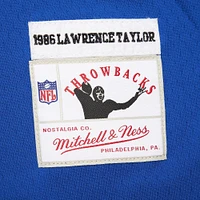 1986 LAWRENCE TAYLOR
THROWBACKS
NFL
NOSTALGIA CO.
Mitchell & Ness
PHILADELPHIA, PA.